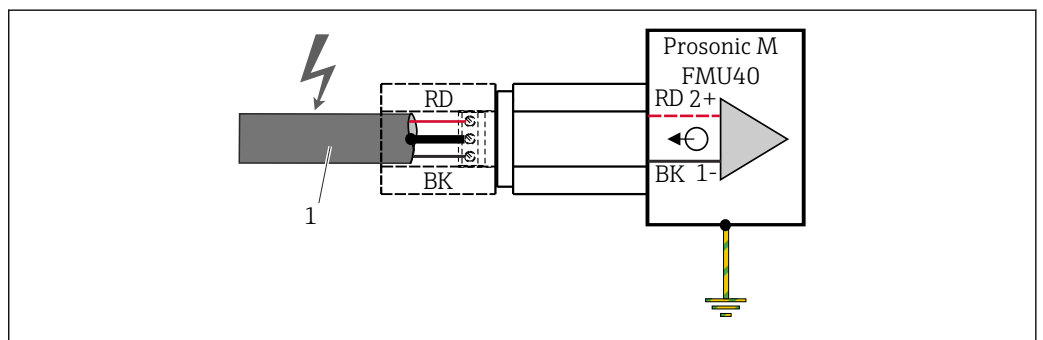 Prosonic M
FMU40
RD
RD 2+
BK
BK 1-
1